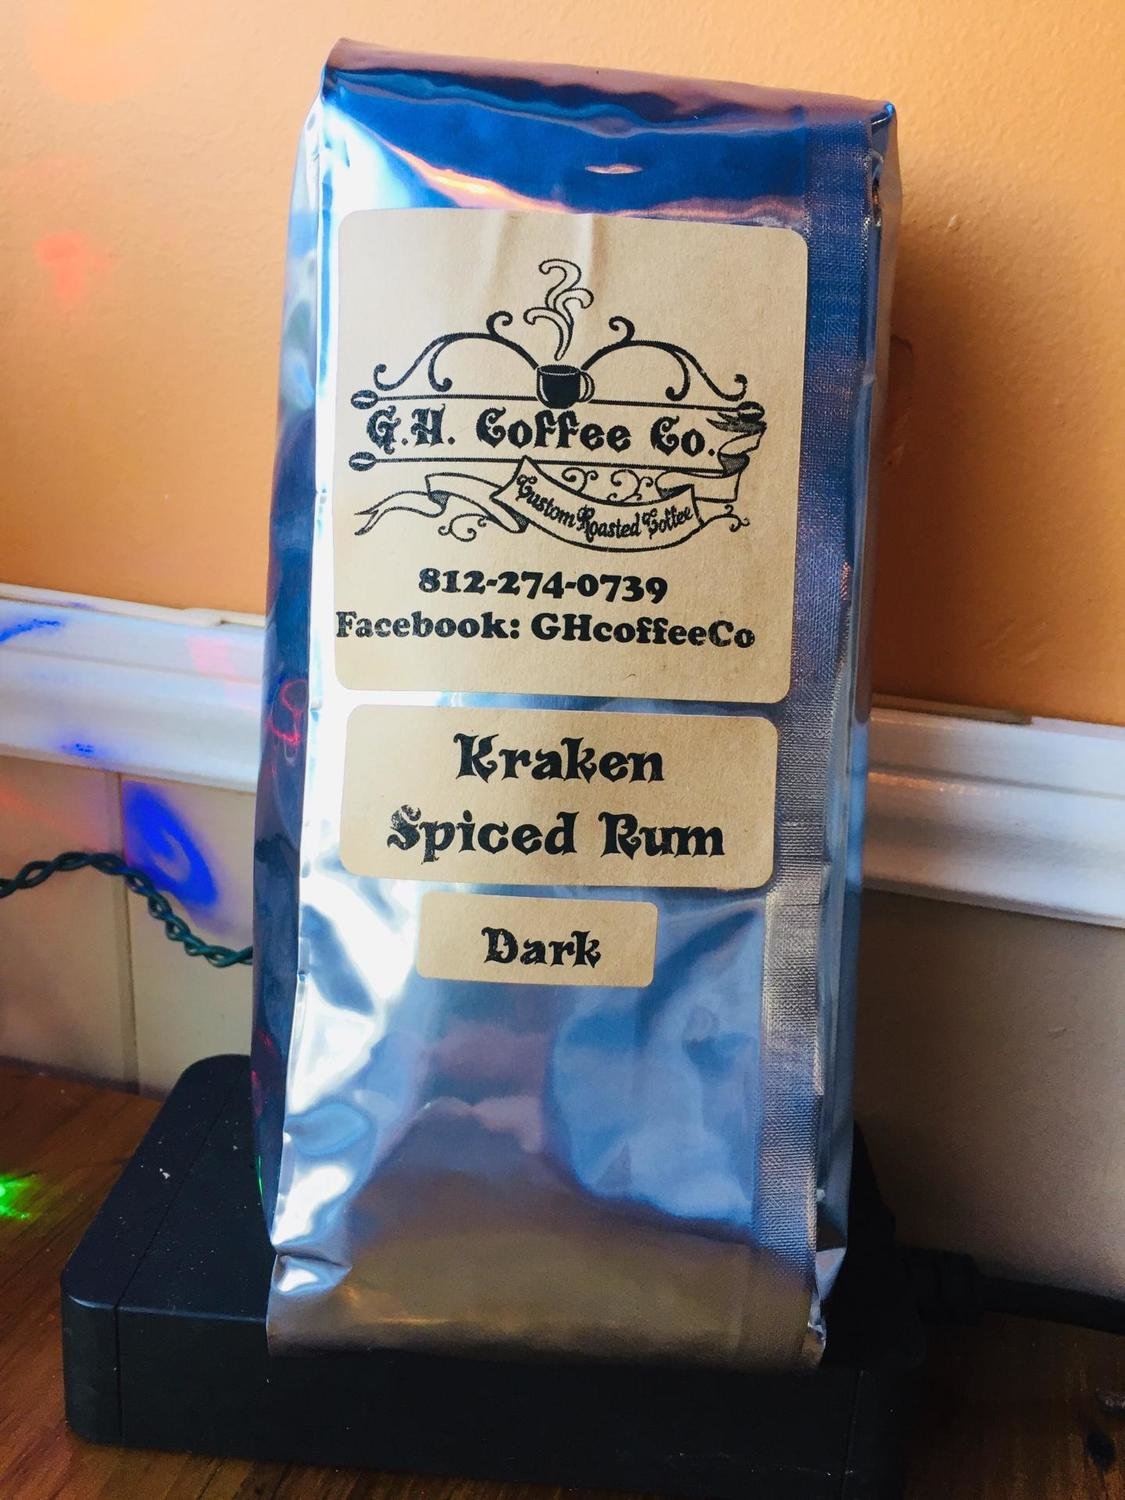 G.H. Coffee Co.
Custom Roasted Coffee
812-274-0739
Facebook: GHcoffeeCo
Kraken
Spiced Rum
Dark